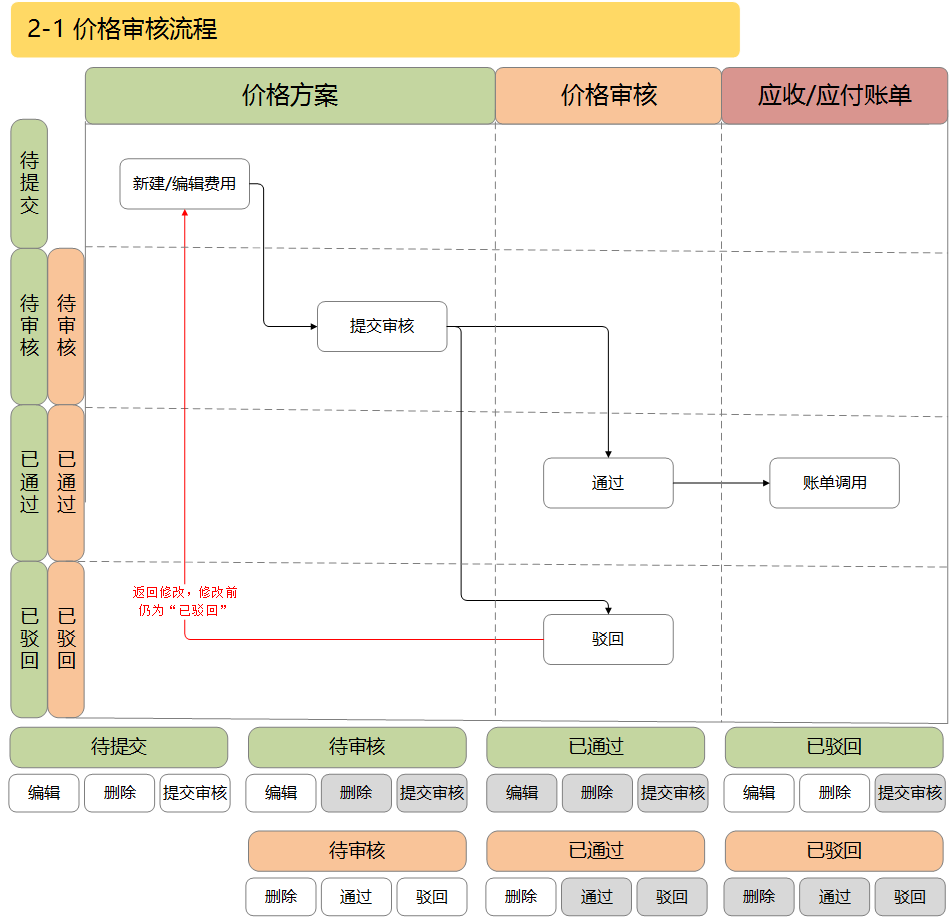 2-1 价格审核流程
价格方案
价格审核
应收/应付账单
待提交
新建/编辑费用
待审核
待审核
提交审核
已通过
已通过
通过
账单调用
已驳回
已驳回
返回修改，修改前
仍为“已驳回”
驳回
待提交
待审核
已通过
已驳回
编辑
删除
提交审核
编辑
删除
提交审核
编辑
删除
提交审核
编辑
删除
提交审核
待审核
已通过
已驳回
删除
通过
驳回
删除
通过
驳回
删除
通过
驳回